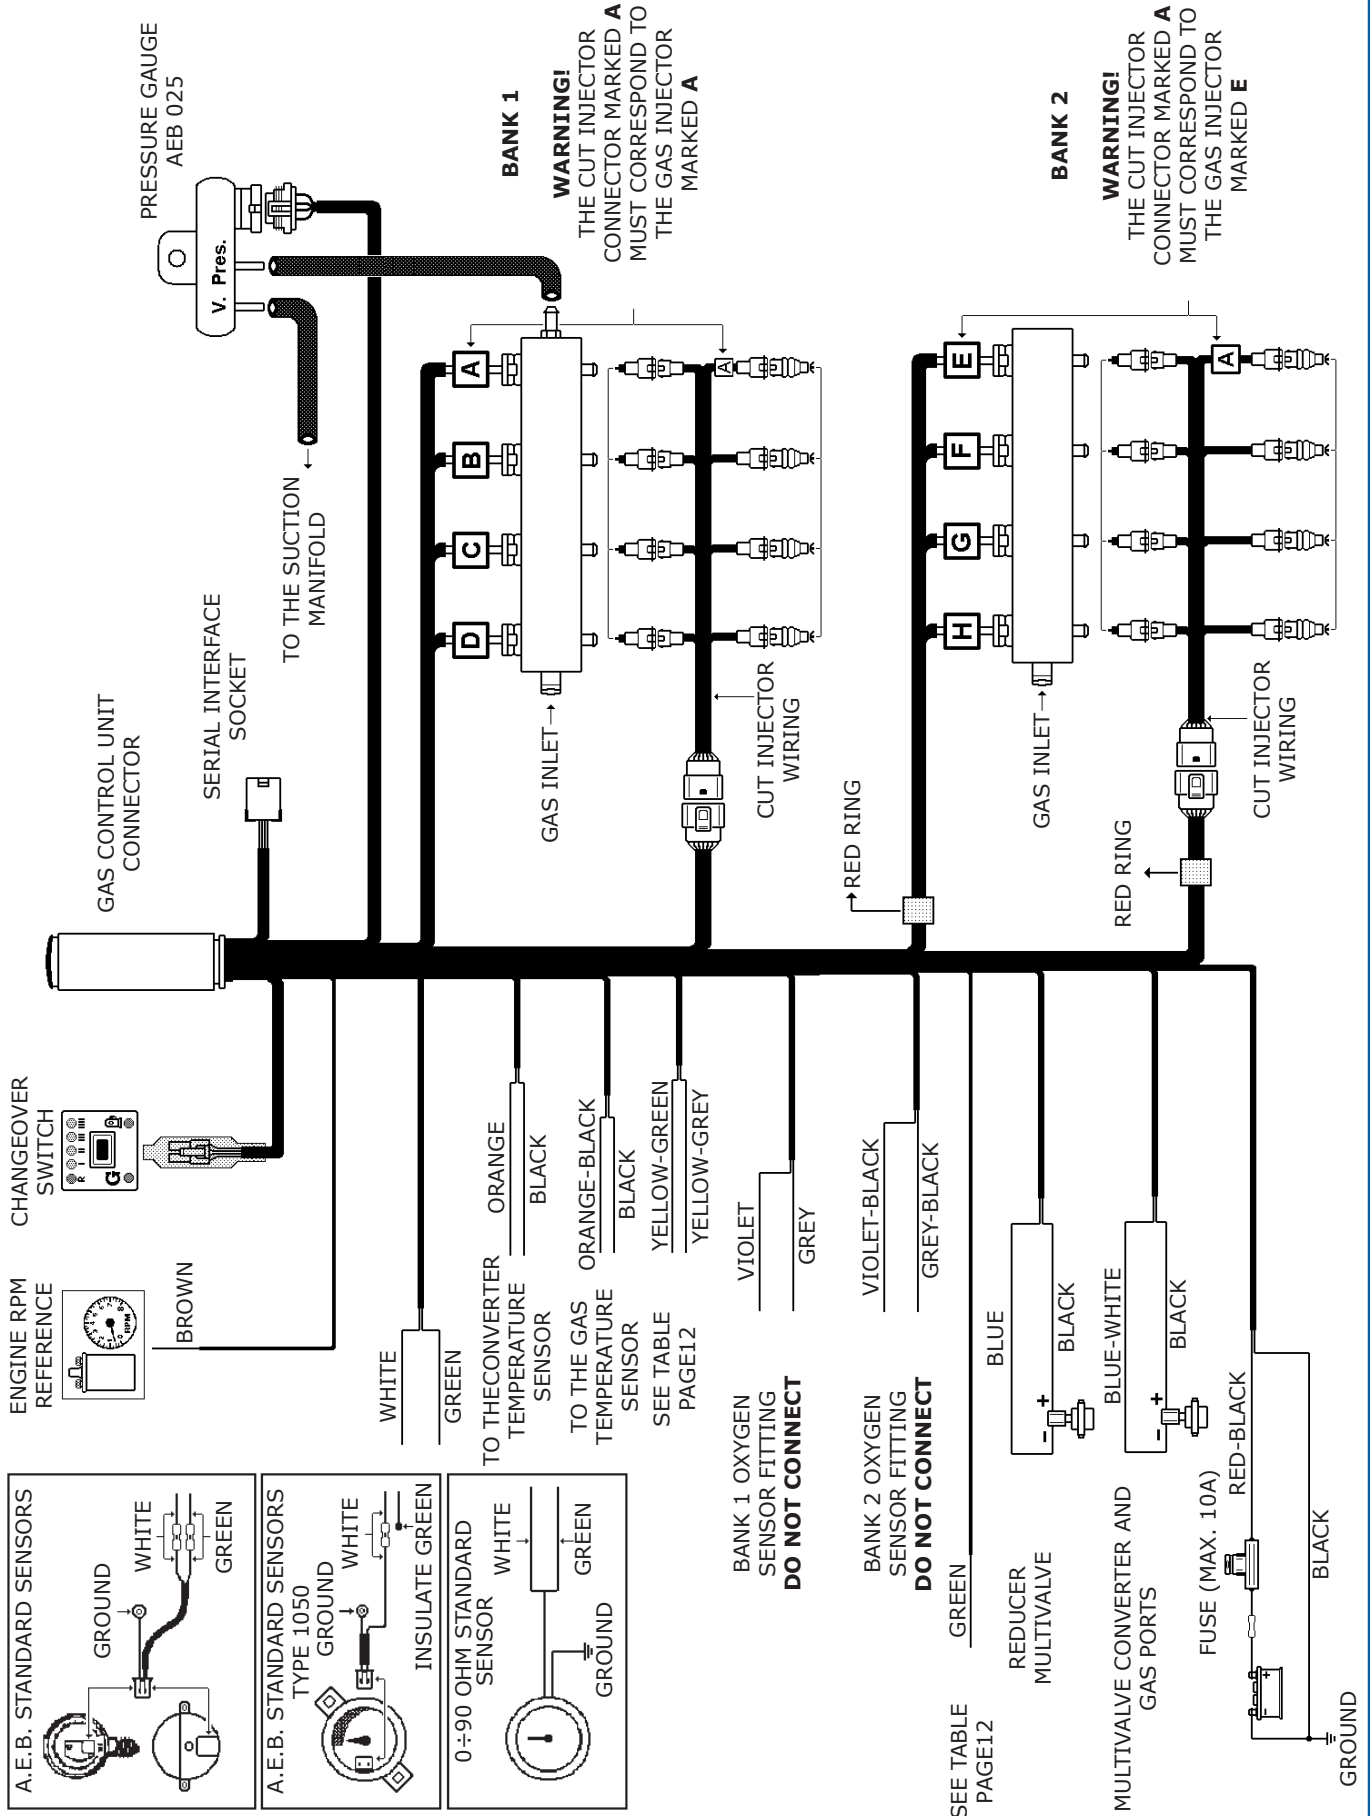 A.E.B. STANDARD SENSORS
GROUND
WHITE
GREEN
A.E.B. STANDARD SENSORS
TYPE 1050
GROUND
WHITE
INSULATE GREEN
0÷90 OHM STANDARD
SENSOR
WHITE
GREEN
GROUND
ENGINE RPM
REFERENCE
RPM
BROWN
CHANGEOVER
SWITCH
R I II III IIII
G
GAS CONTROL UNIT
CONNECTOR
SERIAL INTERFACE
SOCKET
PRESSURE GAUGE
AEB 025
V. Pres.
TO THE SUCTION
MANIFOLD
WHITE
GREEN
TO THECONVERTER
TEMPERATURE
SENSOR
ORANGE
BLACK
TO THE GAS
TEMPERATURE
SENSOR
ORANGE-BLACK
BLACK
SEE TABLE
PAGE12
YELLOW-GREEN
YELLOW-GREY
BANK 1 OXYGEN
SENSOR FITTING
DO NOT CONNECT
VIOLET
GREY
BANK 2 OXYGEN
SENSOR FITTING
DO NOT CONNECT
VIOLET-BLACK
GREY-BLACK
SEE TABLE
PAGE12
GREEN
REDUCER
MULTIVALVE
BLUE
BLACK
- +
MULTIVALVE CONVERTER AND
GAS PORTS
BLUE-WHITE
BLACK
- +
FUSE (MAX. 10A)
RED-BLACK
BLACK
- +
GROUND
D C B A
GAS INLET
CUT INJECTOR
WIRING
A
BANK 1
WARNING!
THE CUT INJECTOR
CONNECTOR MARKED A
MUST CORRESPOND TO
THE GAS INJECTOR
MARKED A
RED RING
H G F E
GAS INLET
RED RING
CUT INJECTOR
WIRING
A
BANK 2
WARNING!
THE CUT INJECTOR
CONNECTOR MARKED A
MUST CORRESPOND TO
THE GAS INJECTOR
MARKED E